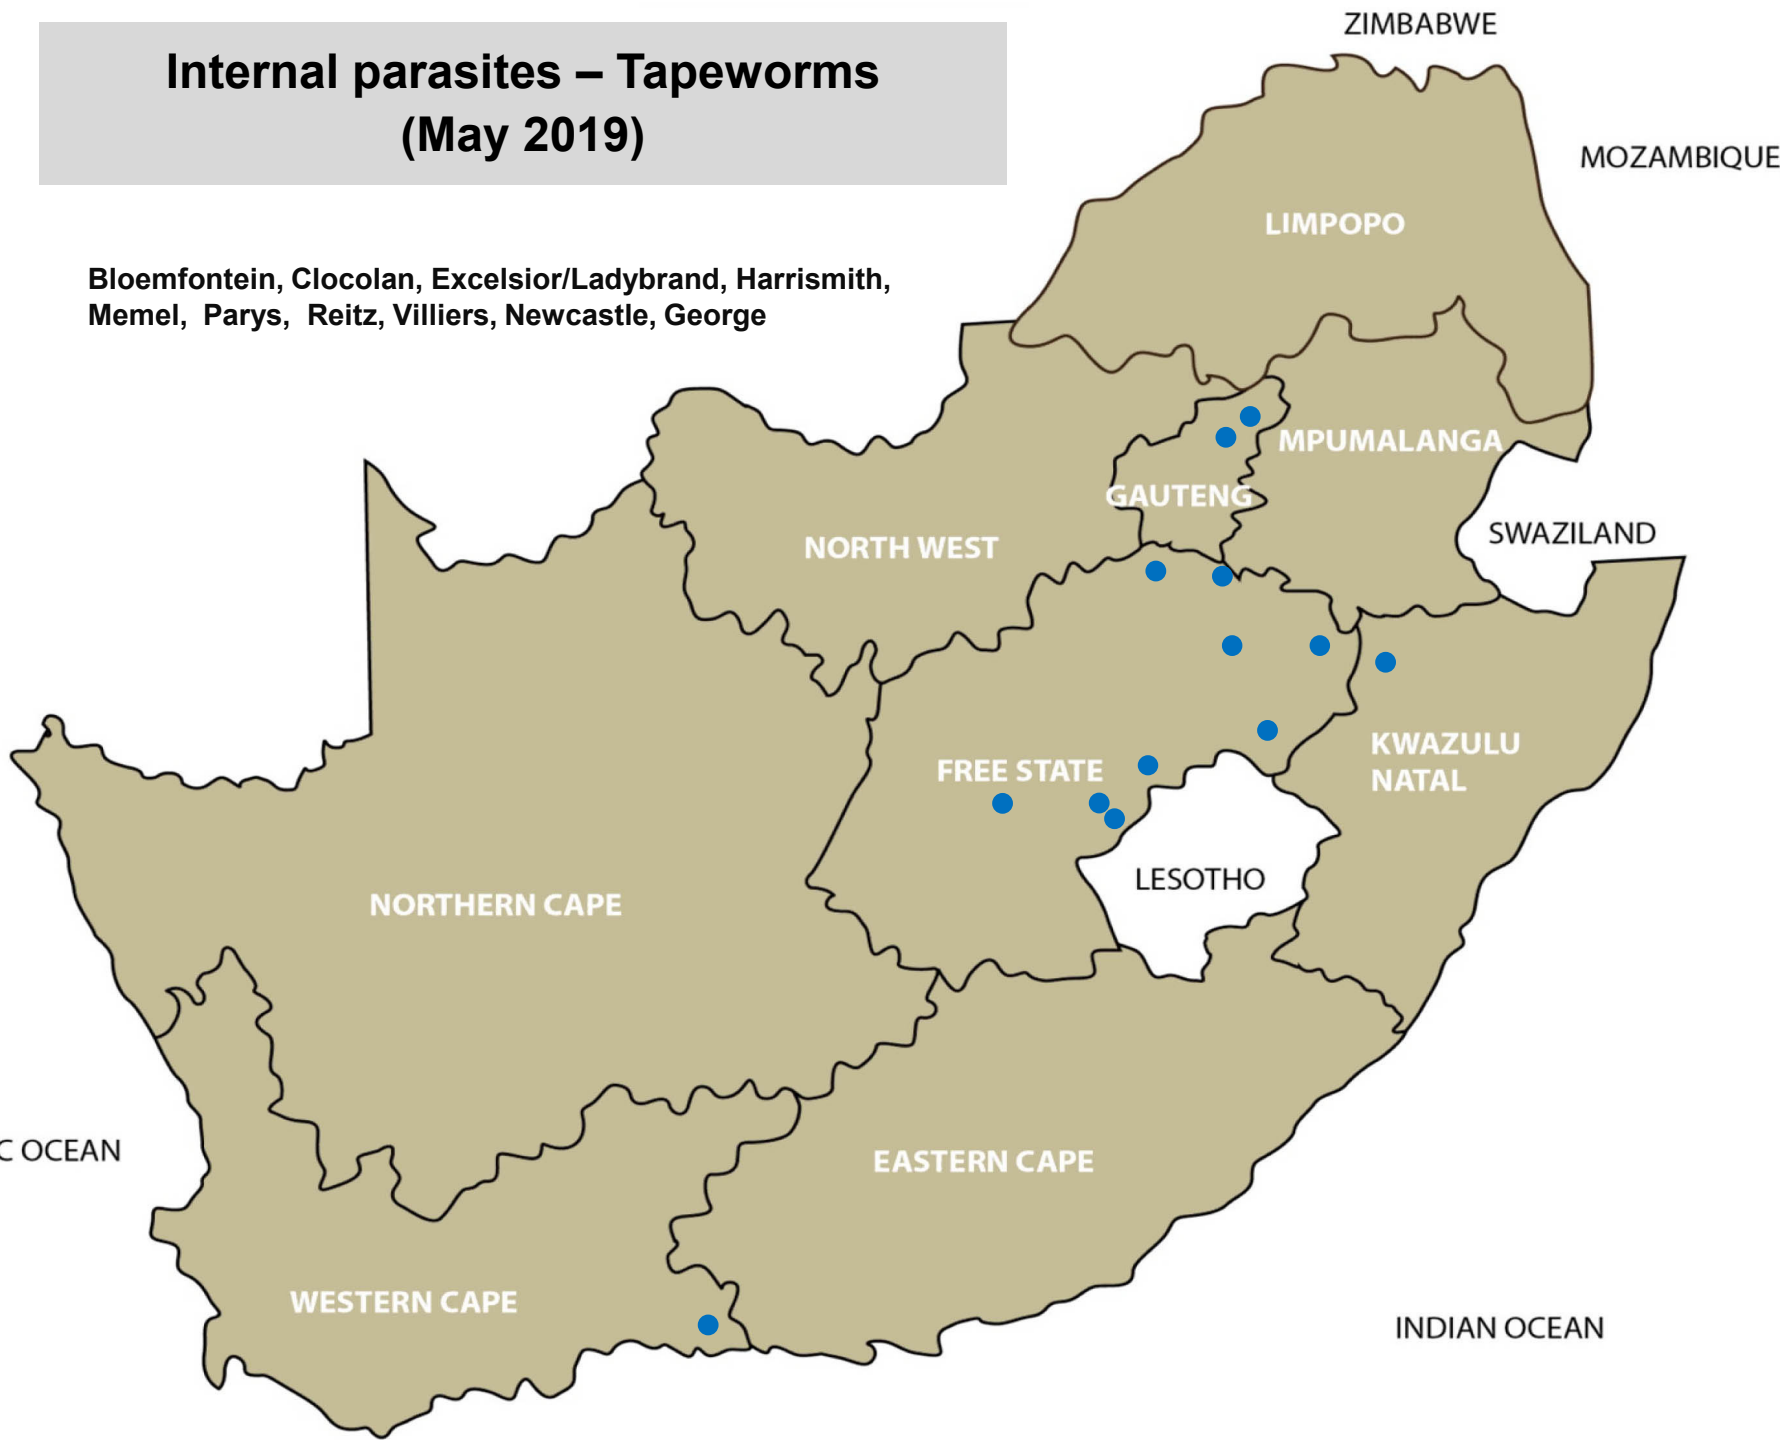 Internal parasites – Tapeworms
(May 2019)
Bloemfontein, Clocolan, Excelsior/Ladybrand, Harrismith,
Memel, Parys, Reitz, Villiers, Newcastle, George
ZIMBABWE
MOZAMBIQUE
LIMPOPO
MPUMALANGA
GAUTENG
NORTH WEST
SWAZILAND
KWAZULU
NATAL
FREE STATE
LESOTHO
NORTHERN CAPE
C OCEAN
EASTERN CAPE
WESTERN CAPE
INDIAN OCEAN